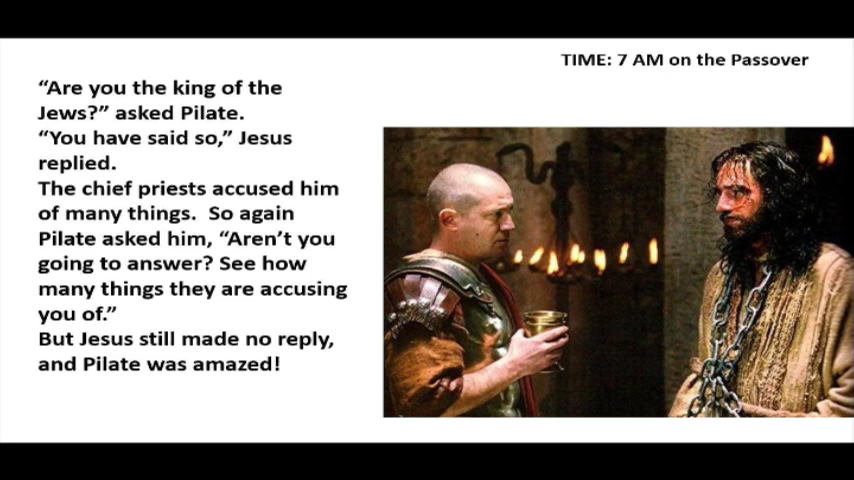 TIME: 7 AM on the Passover
“Are you the king of the
Jews?” asked Pilate.
“You have said so,” Jesus
replied.
The chief priests accused him
of many things.  So again
Pilate asked him, “Aren’t you
going to answer? See how
many things they are accusing
you of.”
But Jesus still made no reply,
and Pilate was amazed!